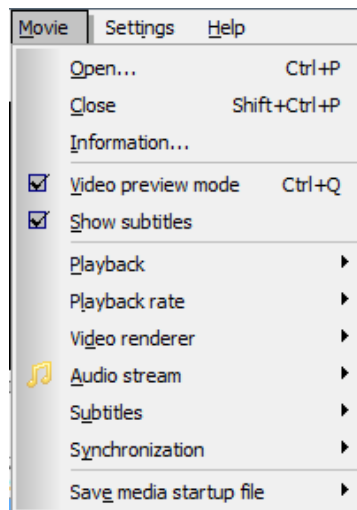 Movie Settings Help
Open... Ctrl+P
Close Shift+Ctrl+P
Information...
Video preview mode Ctrl+Q
Show subtitles
Playback
Playback rate
Video renderer
Audio stream
Subtitles
Synchronization
Save media startup file